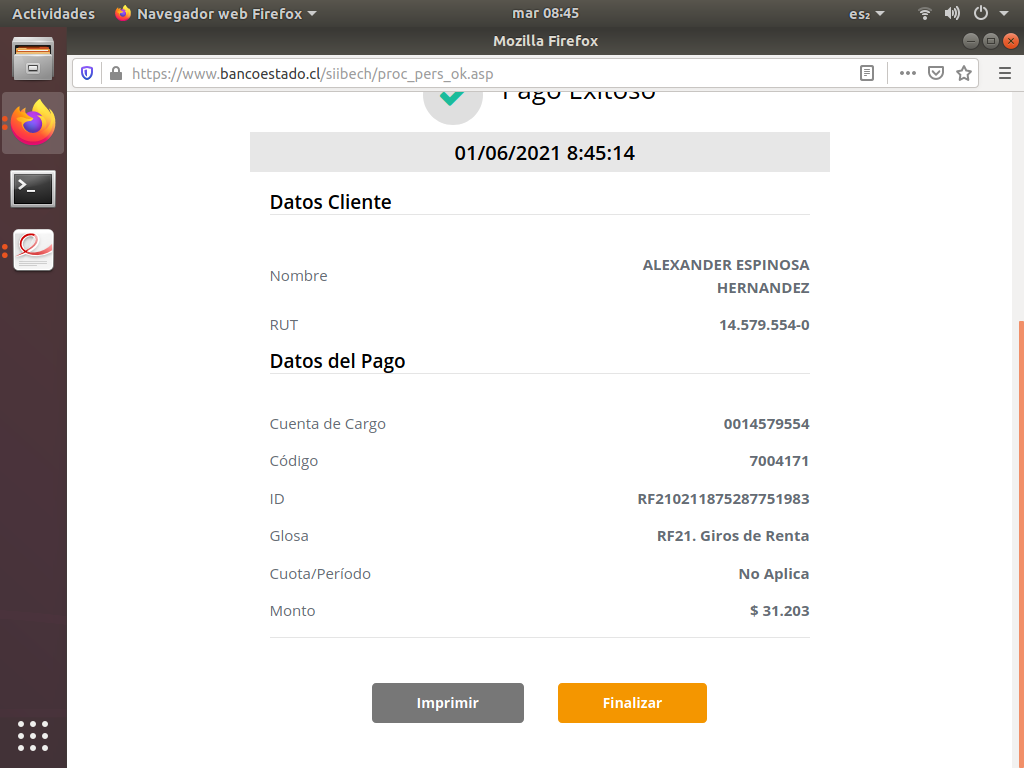 Actividades Navegador web Firefox mar 08:45 es₂
Mozilla Firefox
https://www.bancoestado.cl/siibech/proc_pers_ok.asp
Pago Exitoso
01/06/2021 8:45:14
Datos Cliente
Nombre ALEXANDER ESPINOSA
HERNANDEZ
RUT 14.579.554-0
Datos del Pago
Cuenta de Cargo 0014579554
Código 7004171
ID RF210211875287751983
Glosa RF21. Giros de Renta
Cuota/Período No Aplica
Monto $ 31.203
Imprimir Finalizar